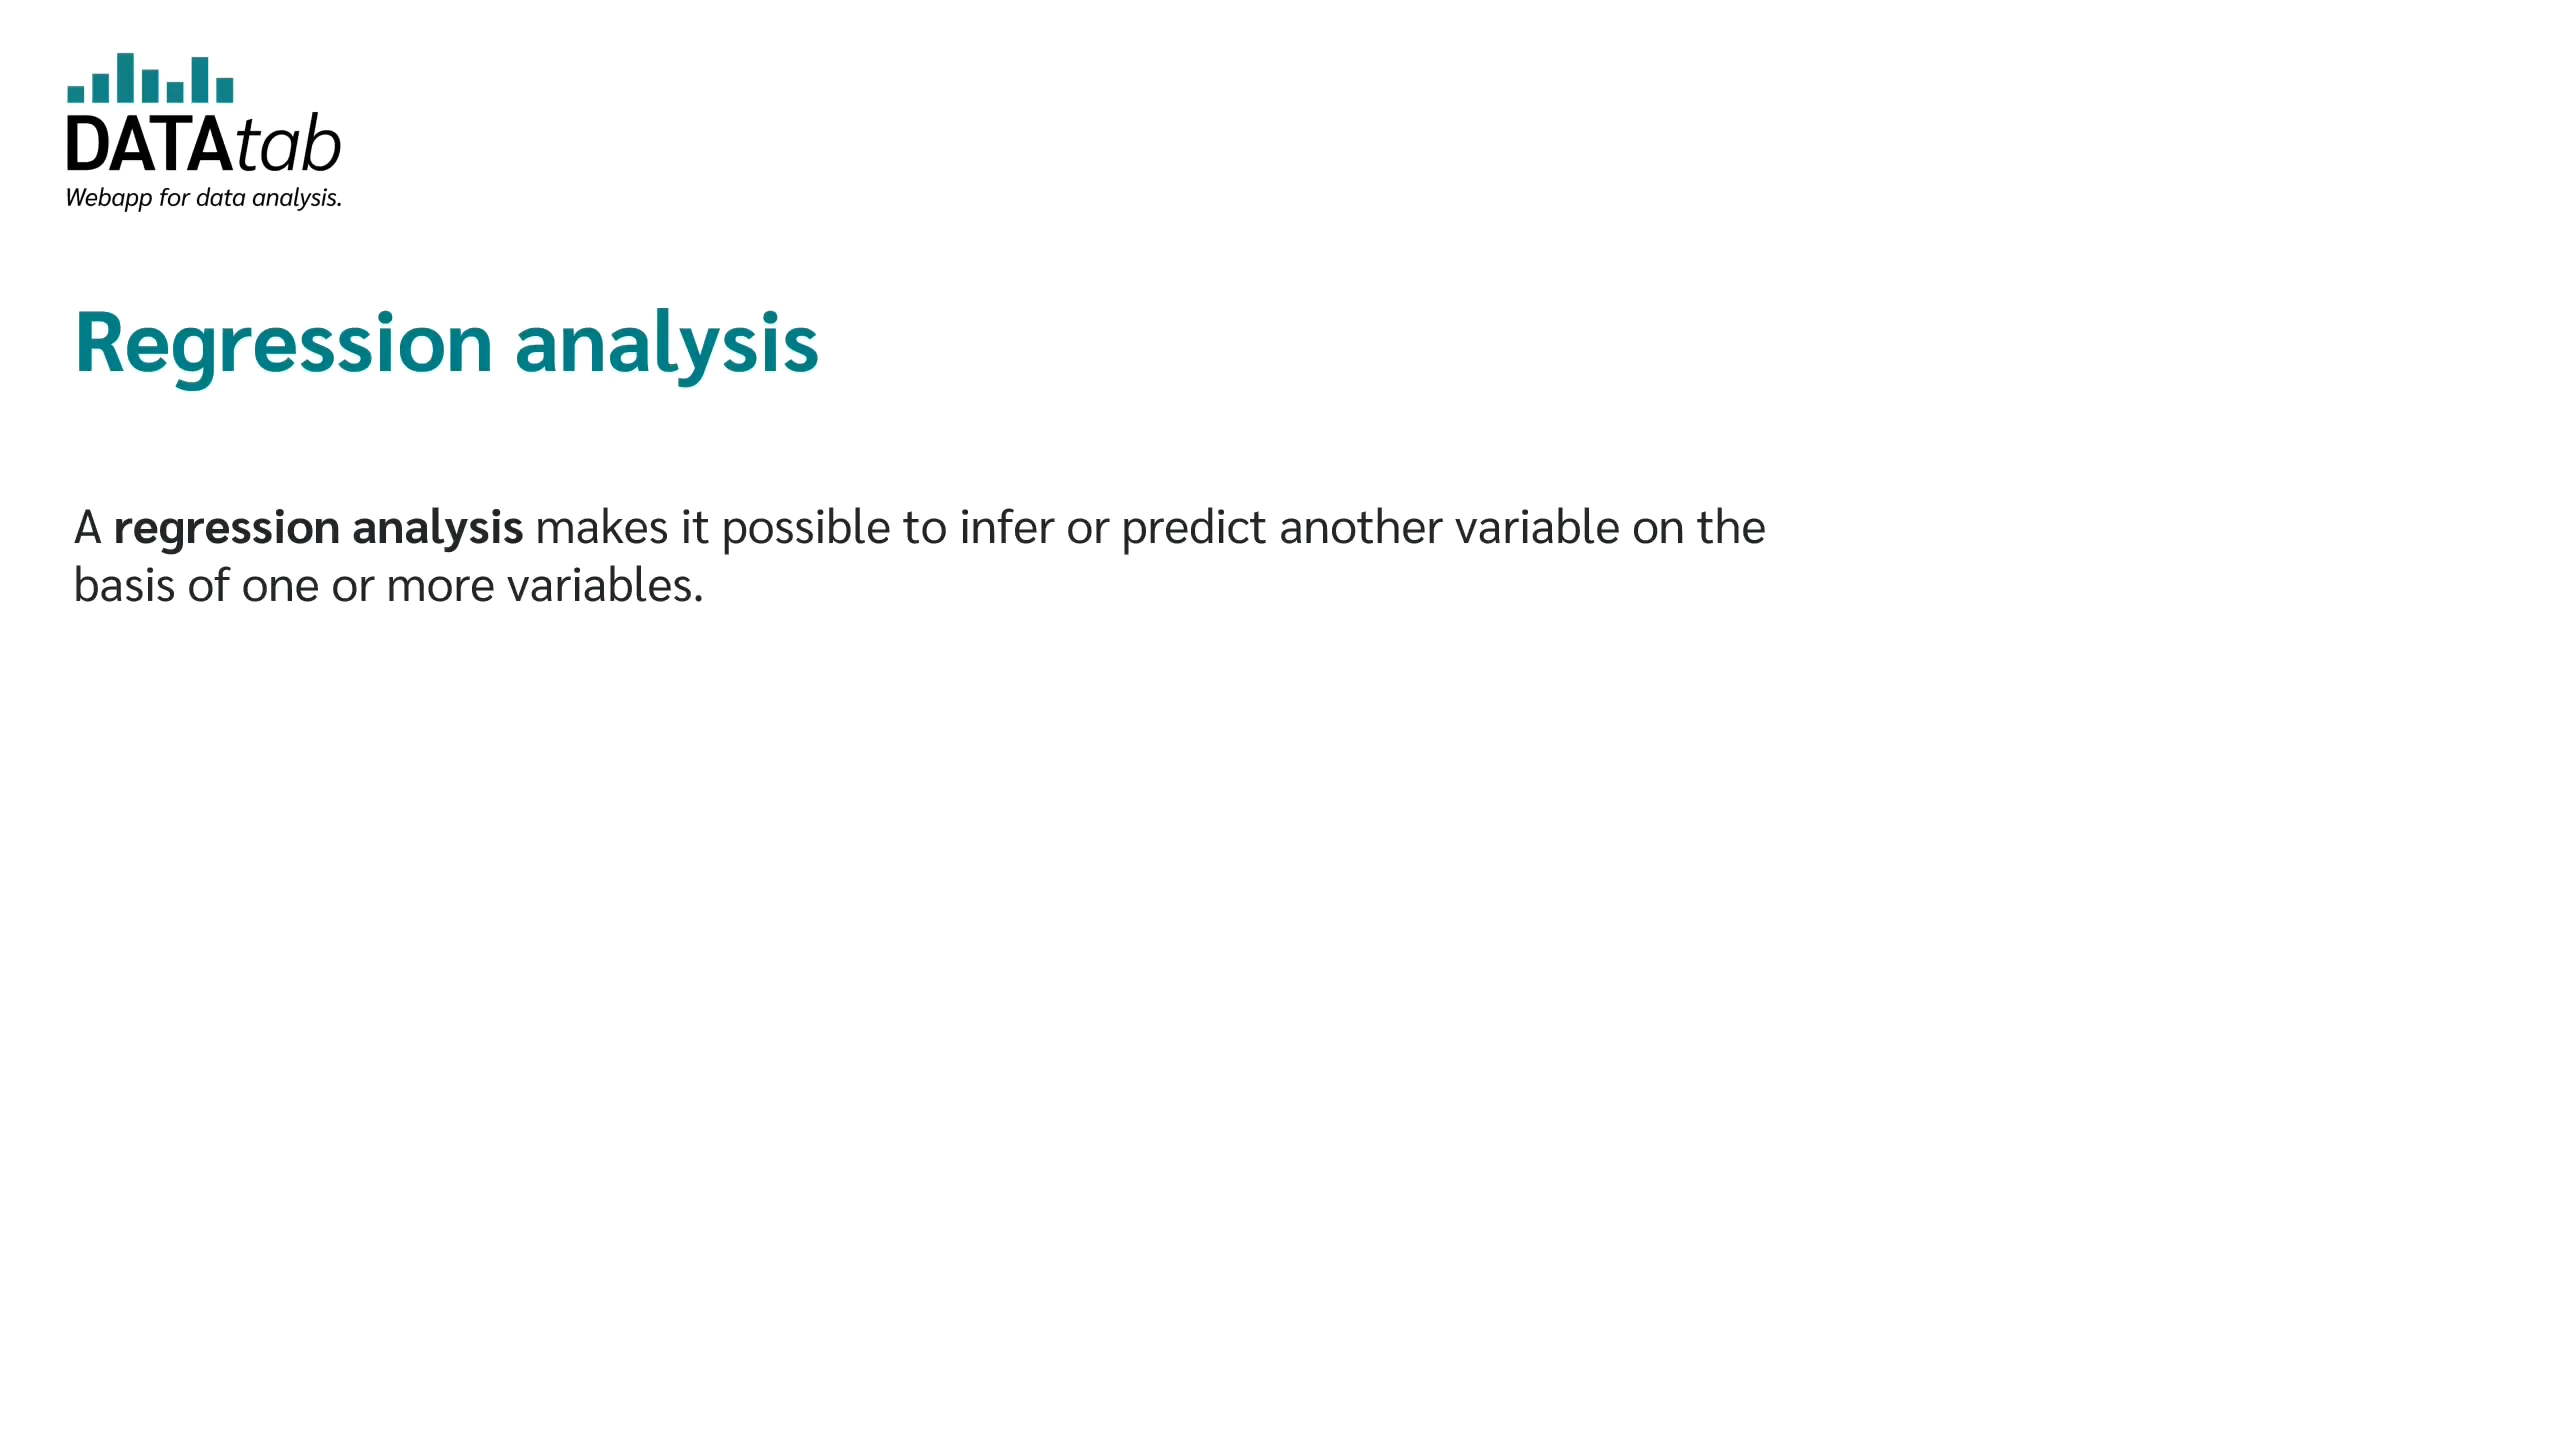 DATAtab
Webapp for data analysis.
Regression analysis
A regression analysis makes it possible to infer or predict another variable on the
basis of one or more variables.